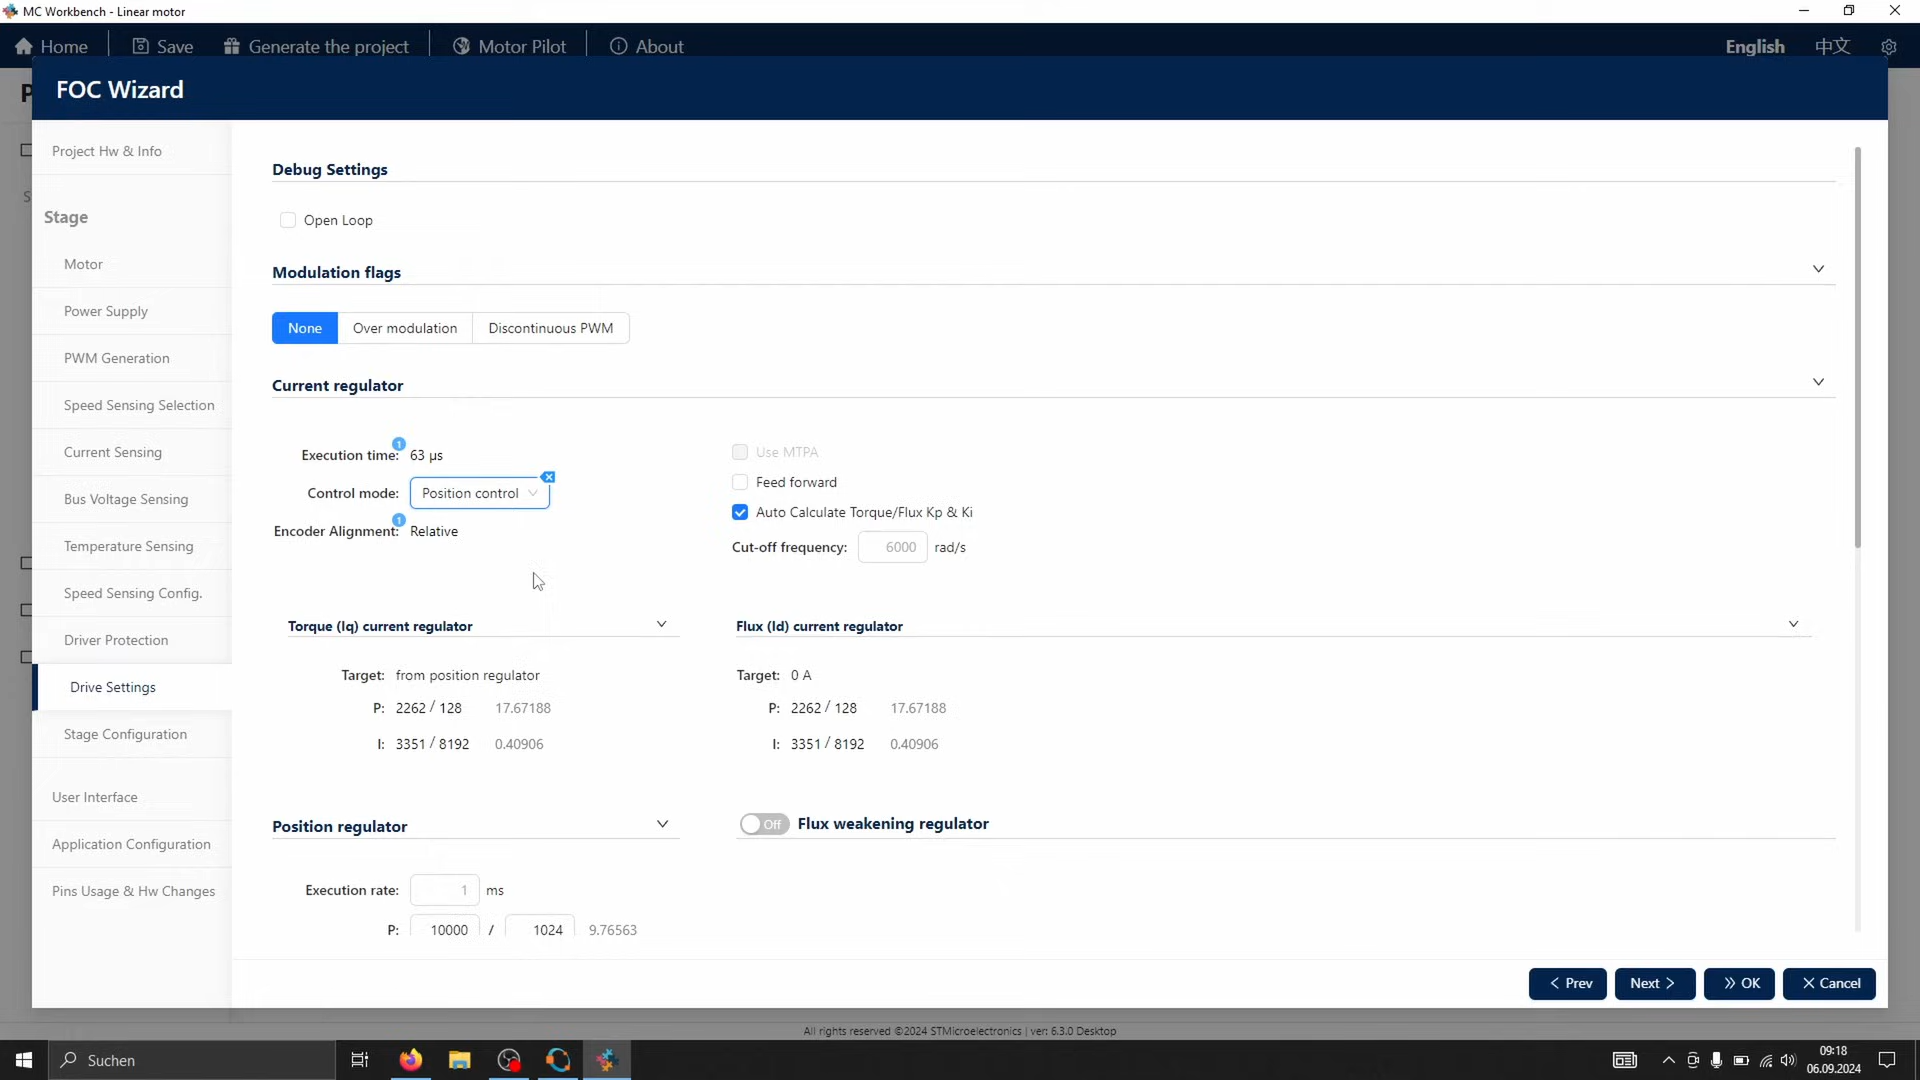 MC Workbench - Linear motor
Home
Save
Generate the project
Motor Pilot
About
English
中文
P
FOC Wizard
Project Hw & Info
S
Stage
Motor
Power Supply
PWM Generation
Speed Sensing Selection
Current Sensing
Bus Voltage Sensing
Temperature Sensing
Speed Sensing Config.
Driver Protection
Drive Settings
Stage Configuration
User Interface
Application Configuration
Pins Usage & Hw Changes
Debug Settings
Open Loop
Modulation flags
None
Over modulation
Discontinuous PWM
Current regulator
Execution time: 1 63 µs
Control mode: Position control
Encoder Alignment: 1 Relative
Use MTPA
Feed forward
Auto Calculate Torque/Flux Kp & Ki
Cut-off frequency: 6000 rad/s
Torque (Iq) current regulator
Target: from position regulator
P: 2262 / 128 17.67188
I: 3351 / 8192 0.40906
Flux (Id) current regulator
Target: 0 A
P: 2262 / 128 17.67188
I: 3351 / 8192 0.40906
Position regulator
Off Flux weakening regulator
Execution rate: 1 ms
P: 10000 / 1024 9.76563
Prev
Next
OK
Cancel
All rights reserved ©2024 STMicroelectronics | ver: 6.3.0 Desktop
Suchen
09:18
06.09.2024